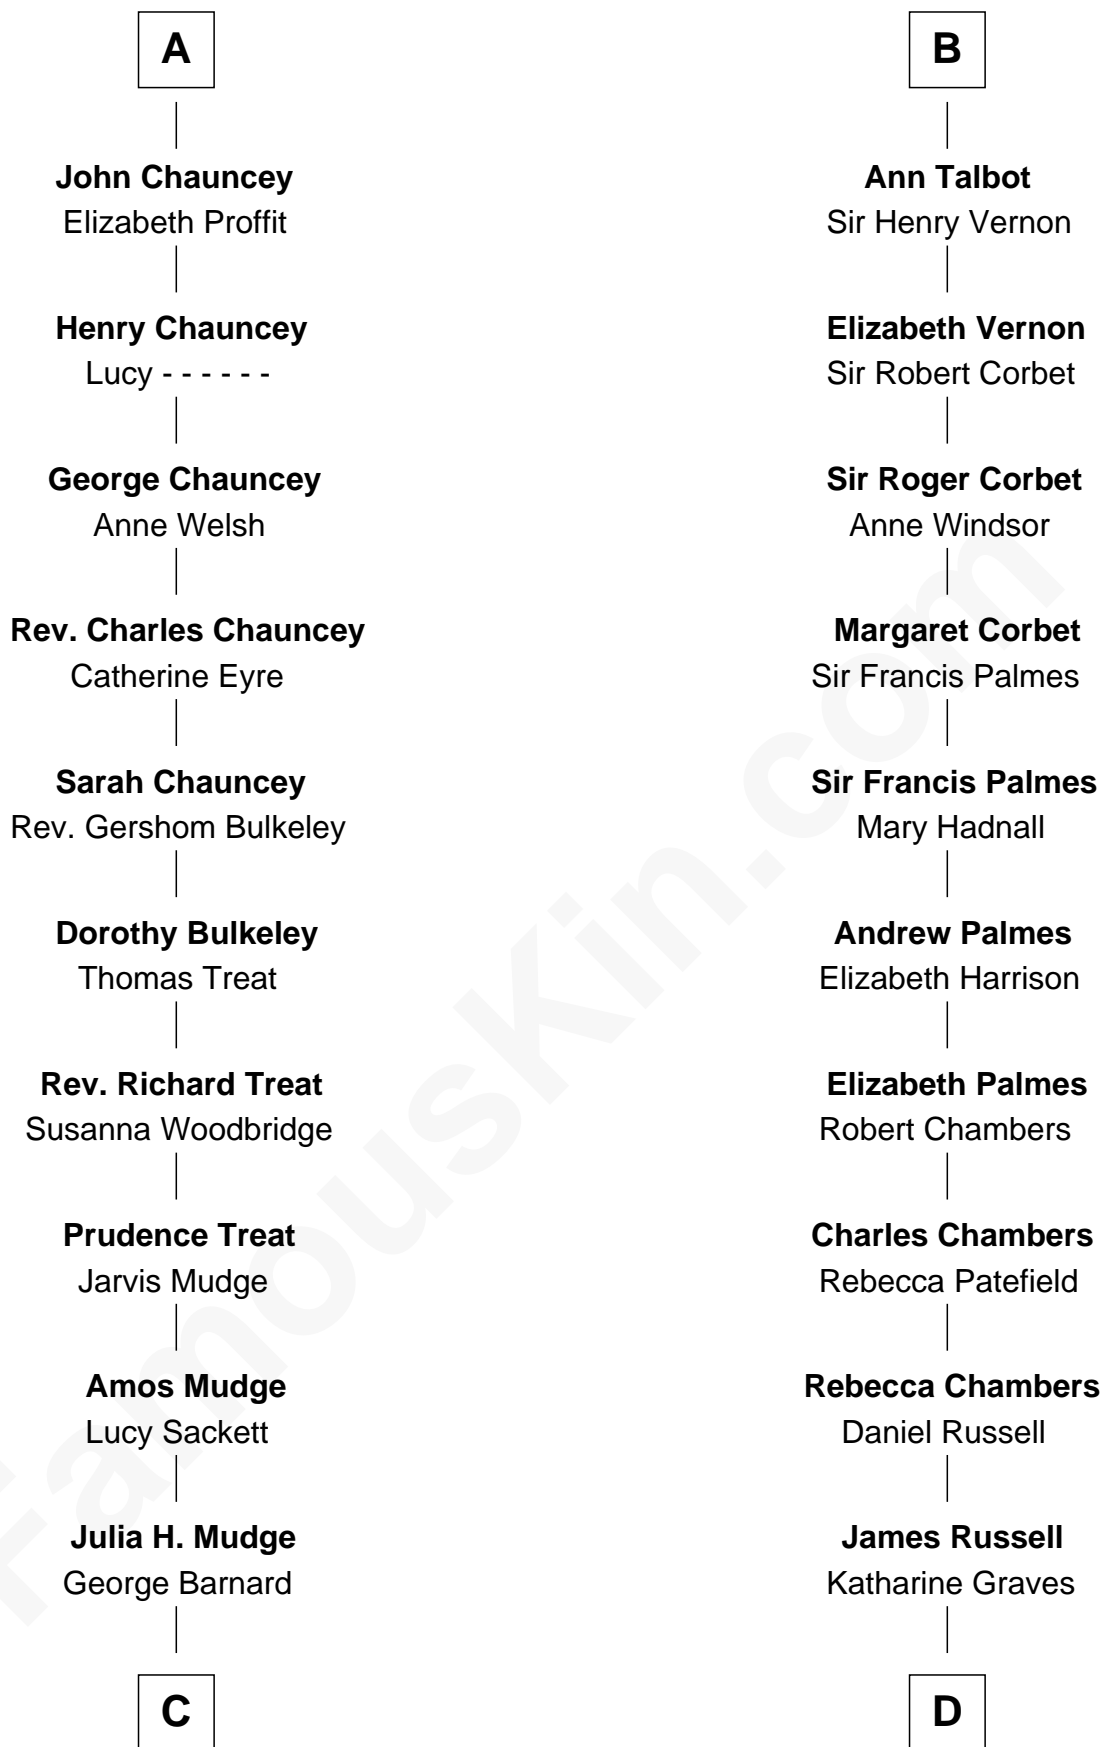 A
John Chauncey
Elizabeth Proffit
Henry Chauncey
Lucy - - - - - -
George Chauncey
Anne Welsh
Rev. Charles Chauncey
Catherine Eyre
Sarah Chauncey
Rev. Gershom Bulkeley
Dorothy Bulkeley
Thomas Treat
Rev. Richard Treat
Susanna Woodbridge
Prudence Treat
Jarvis Mudge
Amos Mudge
Lucy Sackett
Julia H. Mudge
George Barnard
C
B
Ann Talbot
Sir Henry Vernon
Elizabeth Vernon
Sir Robert Corbet
Sir Roger Corbet
Anne Windsor
Margaret Corbet
Sir Francis Palmes
Sir Francis Palmes
Mary Hadnall
Andrew Palmes
Elizabeth Harrison
Elizabeth Palmes
Robert Chambers
Charles Chambers
Rebecca Patefield
Rebecca Chambers
Daniel Russell
James Russell
Katharine Graves
D
FamousKin.com